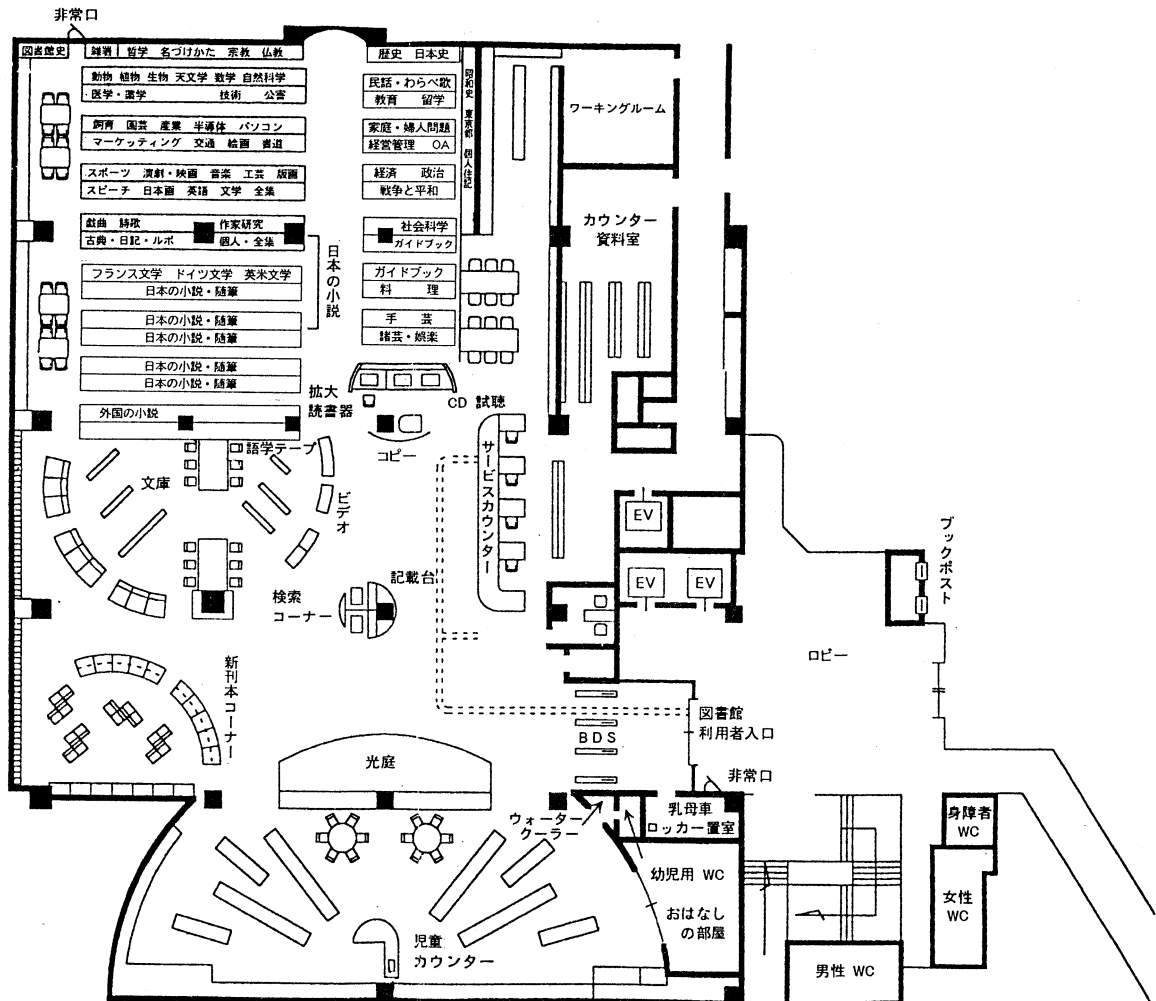 非常口
図書館史
雑著 哲学 名づけかた 宗教 仏教
歴史 日本史
動物 植物 生物 天文学 数学 自然科学
医学・薬学 技術 公害
飼育 園芸 産業 半導体 パソコン
マーケッティング 交通 絵画 書道
スポーツ 演劇・映画 音楽 工芸 版画
スピーチ 日本画 英語 文学 全集
戯曲 詩歌 作家研究
古典・日記・ルポ 個人・全集
フランス文学 ドイツ文学 英米文学
日本の小説・随筆
日本の小説・随筆
日本の小説・随筆
日本の小説・随筆
日本の小説・随筆
外国の小説
日本の小説
民話・わらべ歌
教育 留学
家庭・婦人問題
経営管理 OA
経済 政治
戦争と平和
社会科学
ガイドブック
ガイドブック
料理
手芸
諸芸・娯楽
昭和史 東京都 個人伝記
ワーキングルーム
カウンター
資料室
拡大
読書器
CD 試聴
コピー
サービスカウンター
語学テープ
文庫
ビデオ
検索
コーナー
記載台
新刊本コーナー
EV
EV
EV
ブックポスト
ロビー
図書館
利用者入口
BDS
非常口
光庭
ウォーター
クーラー
乳母車
ロッカー置室
幼児用 WC
おはなし
の部屋
児童
カウンター
身障者
WC
女性
WC
男性 WC